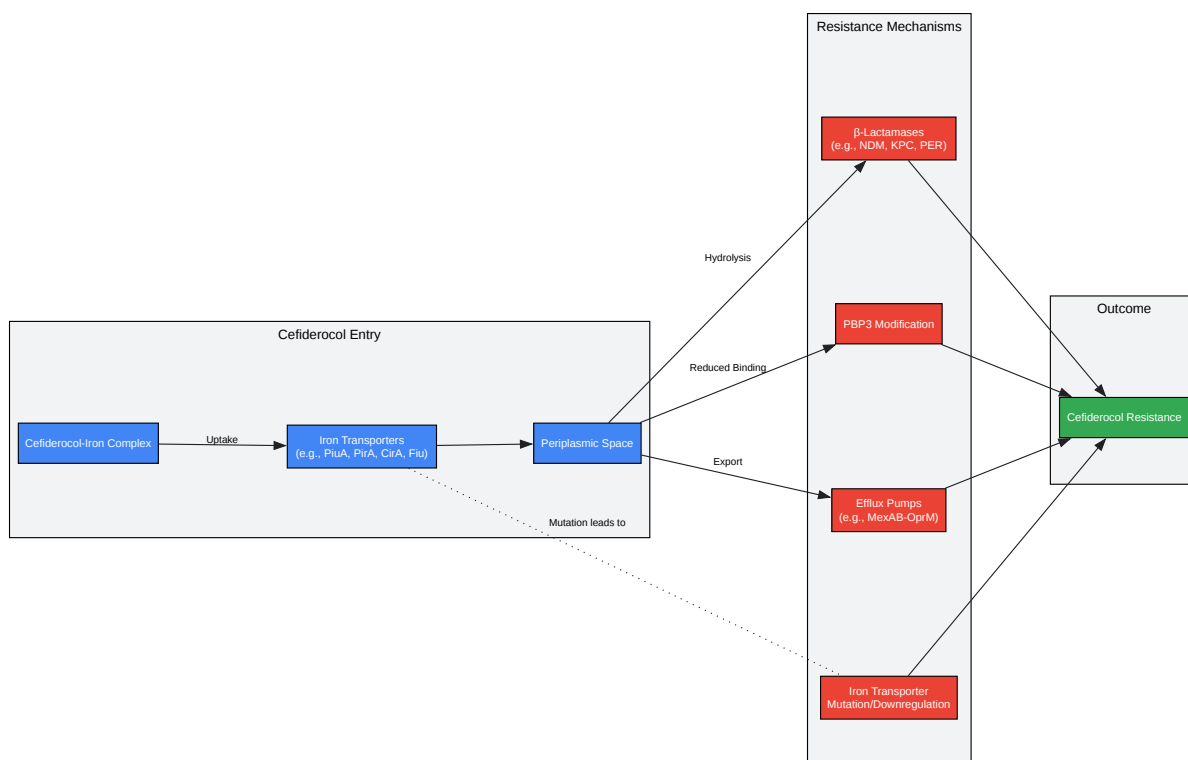 Resistance Mechanisms
β-Lactamases
(e.g., NDM, KPC, PER)
Hydrolysis
Outcome
PBP3 Modification
Cefiderocol Entry
Reduced Binding
Cefiderocol Resistance
Cefiderocol-Iron Complex
Uptake
Iron Transporters
(e.g., PiuA, PirA, CirA, Fiu)
Periplasmic Space
Export
Efflux Pumps
(e.g., MexAB-OprM)
Mutation leads to
Iron Transporter
Mutation/Downregulation